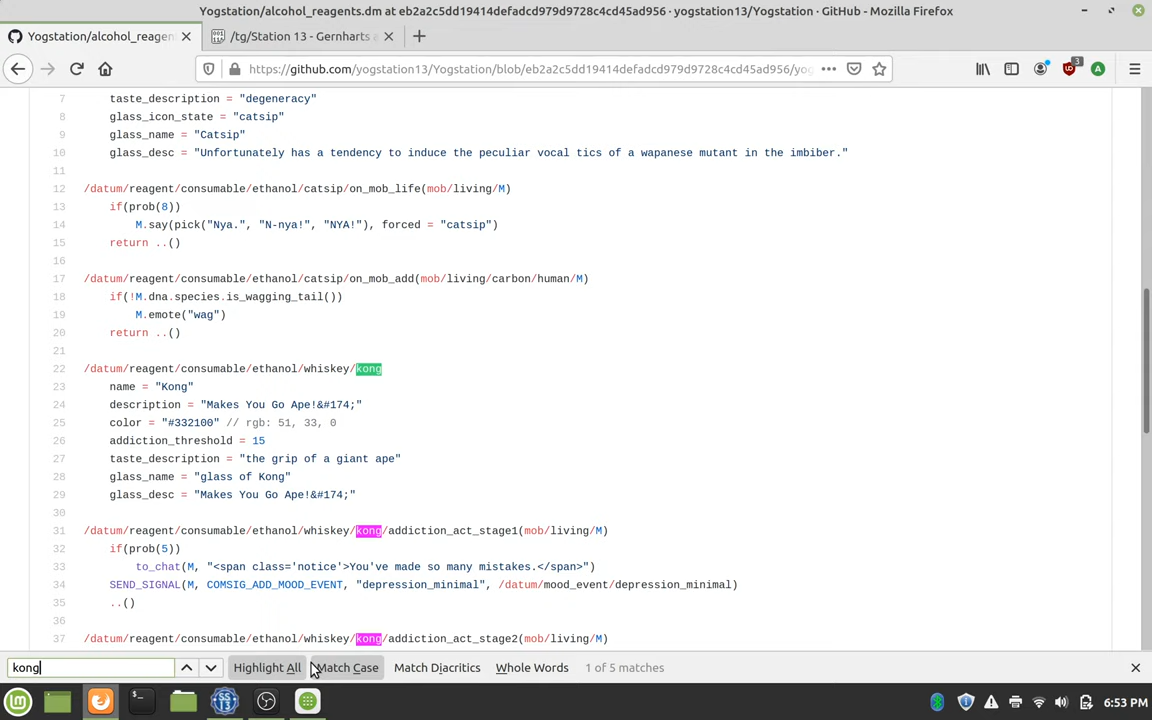 Yogstation/alcohol_reagents.dm at eb2a2c5dd19414defadcd979d9728c4cd45ad956 · yogstation13/Yogstation · GitHub - Mozilla Firefox
Yogstation/alcohol_reagen
/tg/Station 13 - Gernharts a
https://github.com/yogstation13/Yogstation/blob/eb2a2c5dd19414defadcd979d9728c4cd45ad956/yog
3
A
7 taste_description = "degeneracy"
8 glass_icon_state = "catsip"
9 glass_name = "Catsip"
10 glass_desc = "Unfortunately has a tendency to induce the peculiar vocal tics of a wapanese mutant in the imbiber."
11
12 /datum/reagent/consumable/ethanol/catsip/on_mob_life(mob/living/M)
13 if(prob(8))
14 M.say(pick("Nya.", "N-nya!", "NYA!"), forced = "catsip")
15 return ..()
16
17 /datum/reagent/consumable/ethanol/catsip/on_mob_add(mob/living/carbon/human/M)
18 if(!M.dna.species.is_wagging_tail())
19 M.emote("wag")
20 return ..()
21
22 /datum/reagent/consumable/ethanol/whiskey/kong
23 name = "Kong"
24 description = "Makes You Go Ape!&#174;"
25 color = "#332100" // rgb: 51, 33, 0
26 addiction_threshold = 15
27 taste_description = "the grip of a giant ape"
28 glass_name = "glass of Kong"
29 glass_desc = "Makes You Go Ape!&#174;"
30
31 /datum/reagent/consumable/ethanol/whiskey/kong/addiction_act_stage1(mob/living/M)
32 if(prob(5))
33 to_chat(M, "<span class='notice'>You've made so many mistakes.</span>")
34 SEND_SIGNAL(M, COMSIG_ADD_MOOD_EVENT, "depression_minimal", /datum/mood_event/depression_minimal)
35 ..()
36
37 /datum/reagent/consumable/ethanol/whiskey/kong/addiction_act_stage2(mob/living/M)
kong Highlight All Match Case Match Diacritics Whole Words 1 of 5 matches
SS
13
6:53 PM